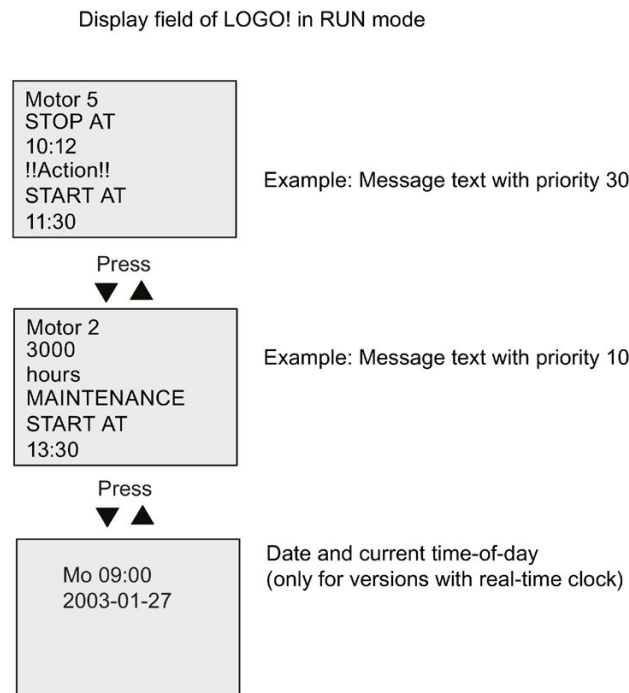 Display field of LOGO! in RUN mode
Motor 5
STOP AT
10:12
!!Action!!
START AT
11:30
Example: Message text with priority 30
Press
Motor 2
3000
hours
MAINTENANCE
START AT
13:30
Example: Message text with priority 10
Press
Mo 09:00
2003-01-27
Date and current time-of-day
(only for versions with real-time clock)